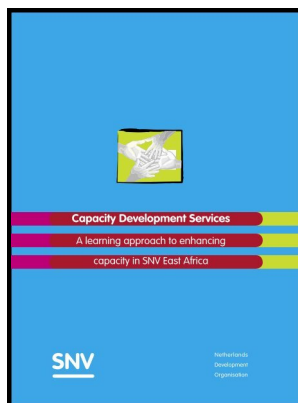 Capacity Development Services
A learning approach to enhancing
capacity in SNV East Africa
SNV
Netherlands
Development
Organisation